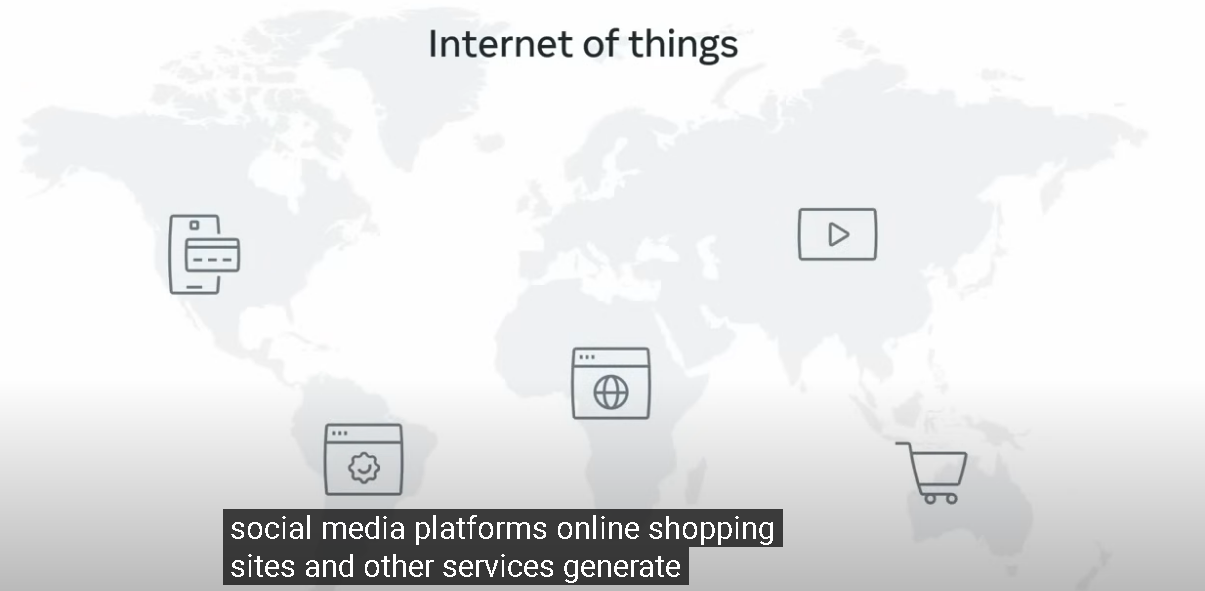 Internet of things
social media platforms online shopping
sites and other services generate